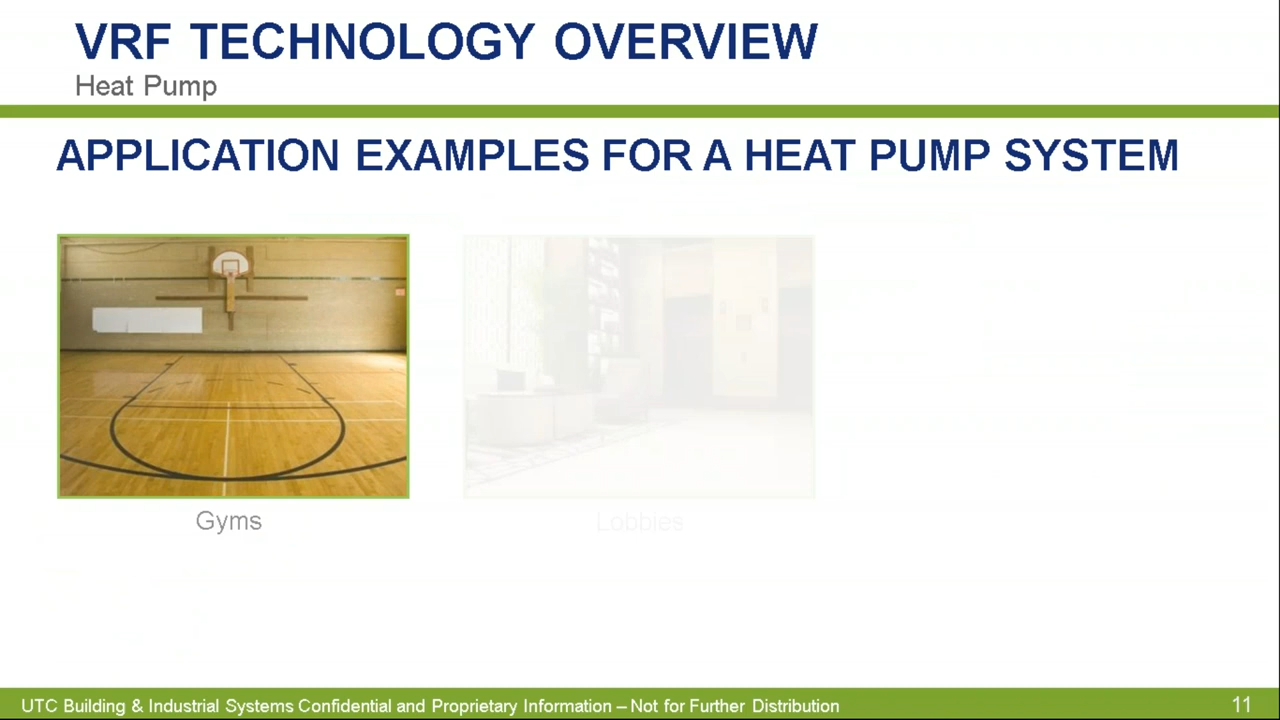 VRF TECHNOLOGY OVERVIEW
Heat Pump
APPLICATION EXAMPLES FOR A HEAT PUMP SYSTEM
Gyms
Lobbies
UTC Building & Industrial Systems Confidential and Proprietary Information – Not for Further Distribution
11